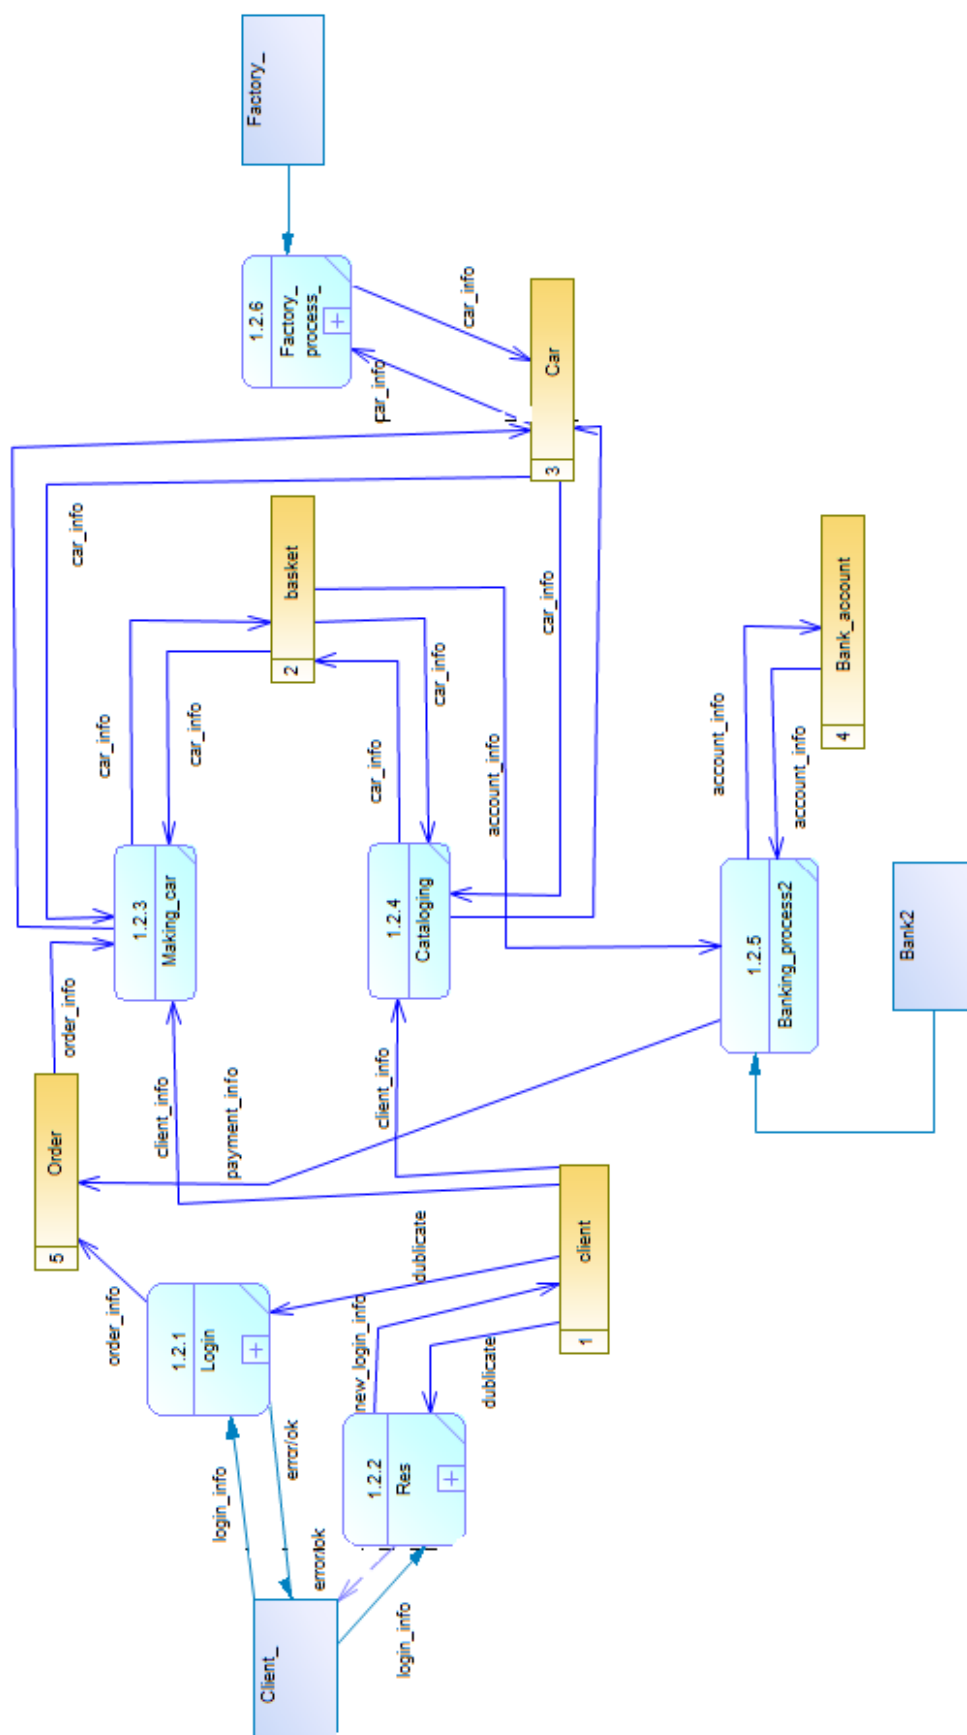 Client_
login_info
error/ok
error/ok
login_info
1.2.1
Login
1.2.2
Res
order_info
new_login_info
dublicate
dublicate
5
Order
1
client
order_info
client_info
payment_info
client_info
1.2.3
Making_car
1.2.4
Cataloging
1.2.5
Banking_process2
Bank2
car_info
car_info
car_info
car_info
account_info
account_info
account_info
2
basket
4
Bank_account
car_info
car_info
3
Car
car_info
car_info
1.2.6
Factory_
process_
Factory_